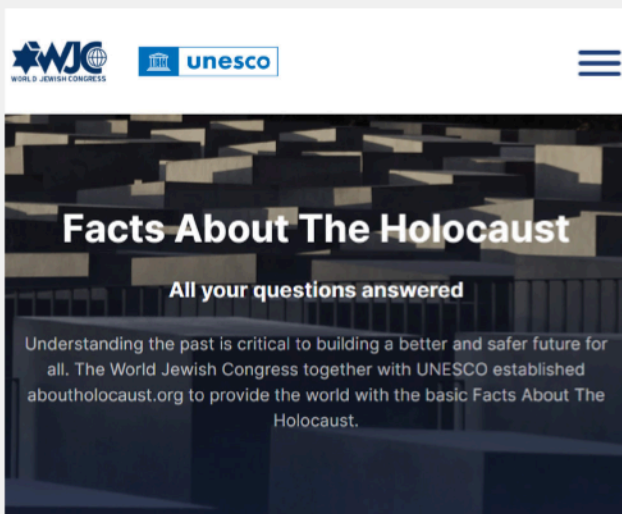 WJC
WORLD JEWISH CONGRESS
unesco
Facts About The Holocaust
All your questions answered
Understanding the past is critical to building a better and safer future for
all. The World Jewish Congress together with UNESCO established
aboutholocaust.org to provide the world with the basic Facts About The
Holocaust.